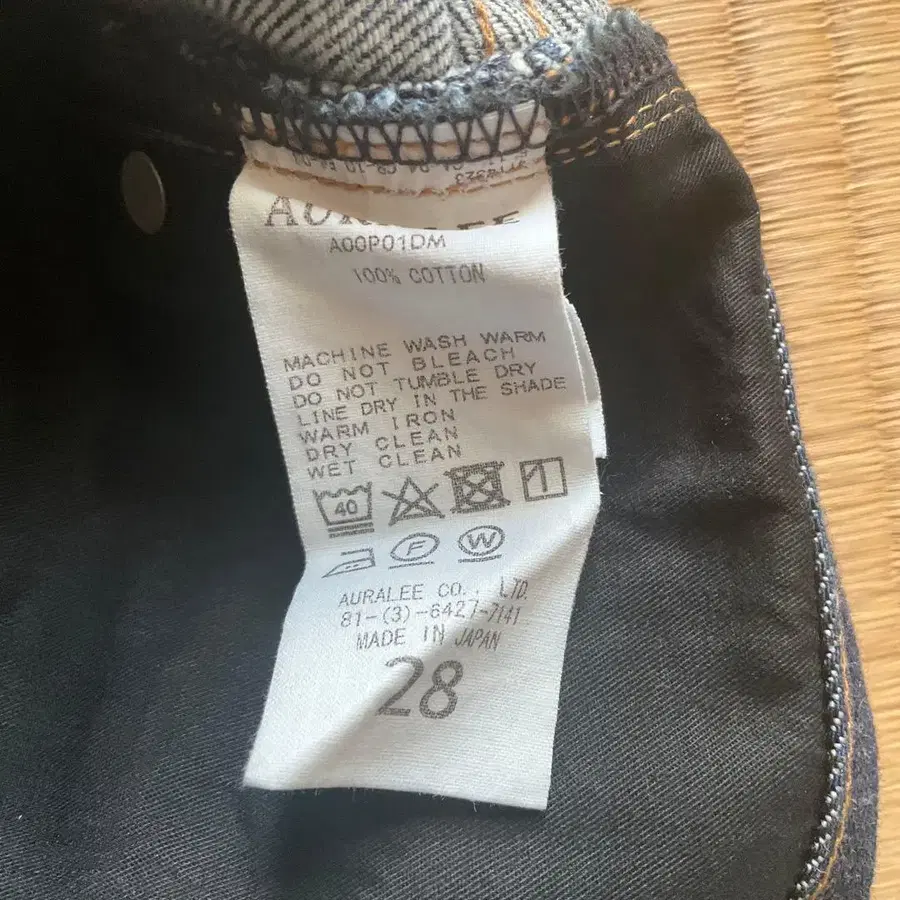 AURALEE
A00P01DM
100% COTTON
MACHINE WASH WARM
DO NOT BLEACH
DO NOT TUMBLE DRY
LINE DRY IN THE SHADE
WARM IRON
DRY CLEAN
WET CLEAN
40
F W
AURALEE CO., LTD.
81-(3)-6427-7141
MADE IN JAPAN
28